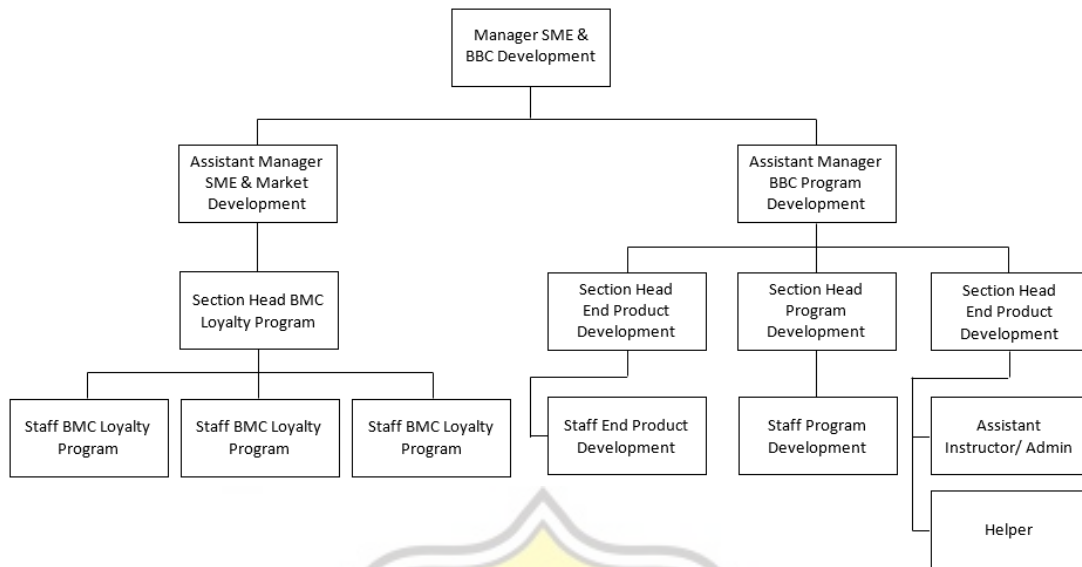 Manager SME &
BBC Development
Assistant Manager
SME & Market
Development
Assistant Manager
BBC Program
Development
Section Head BMC
Loyalty Program
Section Head
End Product
Development
Section Head
Program
Development
Section Head
End Product
Development
Staff BMC Loyalty
Program
Staff BMC Loyalty
Program
Staff BMC Loyalty
Program
Staff End Product
Development
Staff Program
Development
Assistant
Instructor/ Admin
Helper